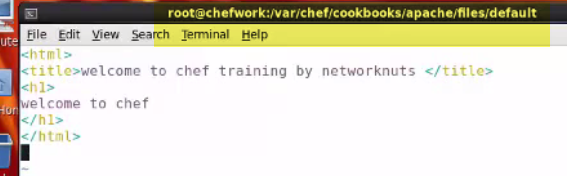 root@chefwork:/var/chef/cookbooks/apache/files/default
File Edit View Search Terminal Help
<html>
<title>welcome to chef training by networknuts </title>
<h1>
welcome to chef
</h1>
</html>
~